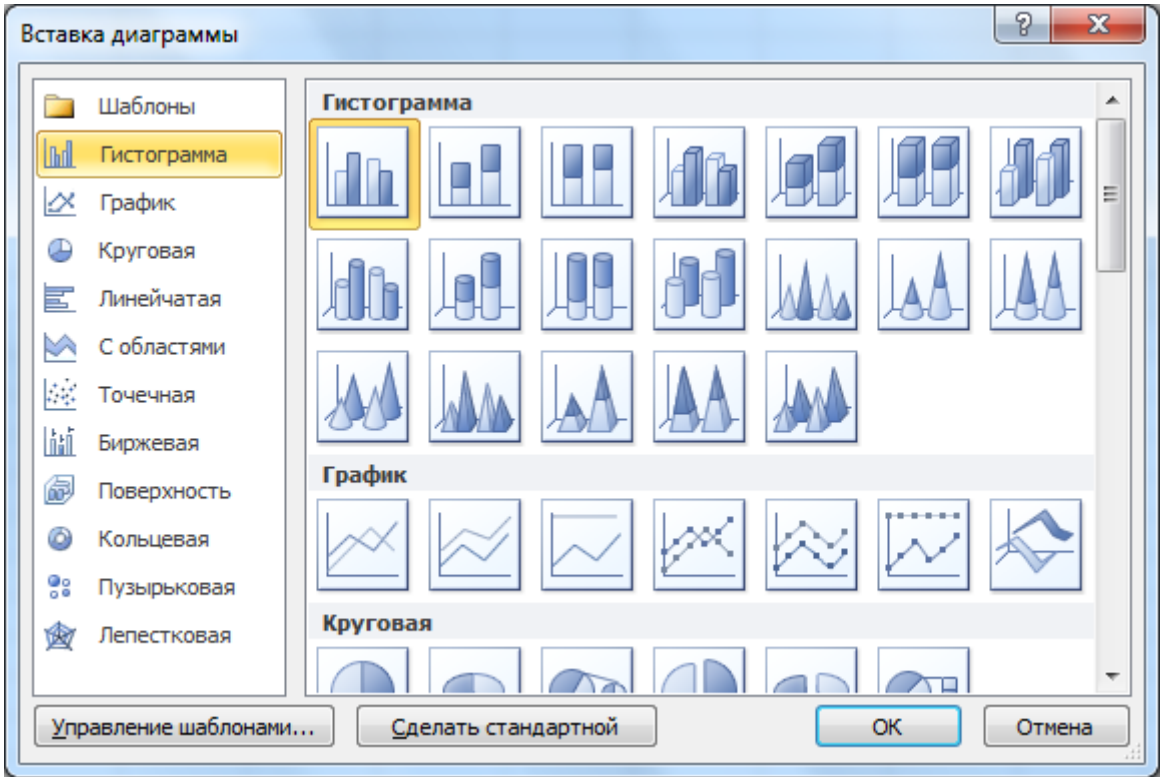 Вставка диаграммы
Шаблоны
Гистограмма
График
Круговая
Линейчатая
С областями
Точечная
Биржевая
Поверхность
Кольцевая
Пузырьковая
Лепестковая
Гистограмма
График
Круговая
Управление шаблонами...
Сделать стандартной
ОК
Отмена